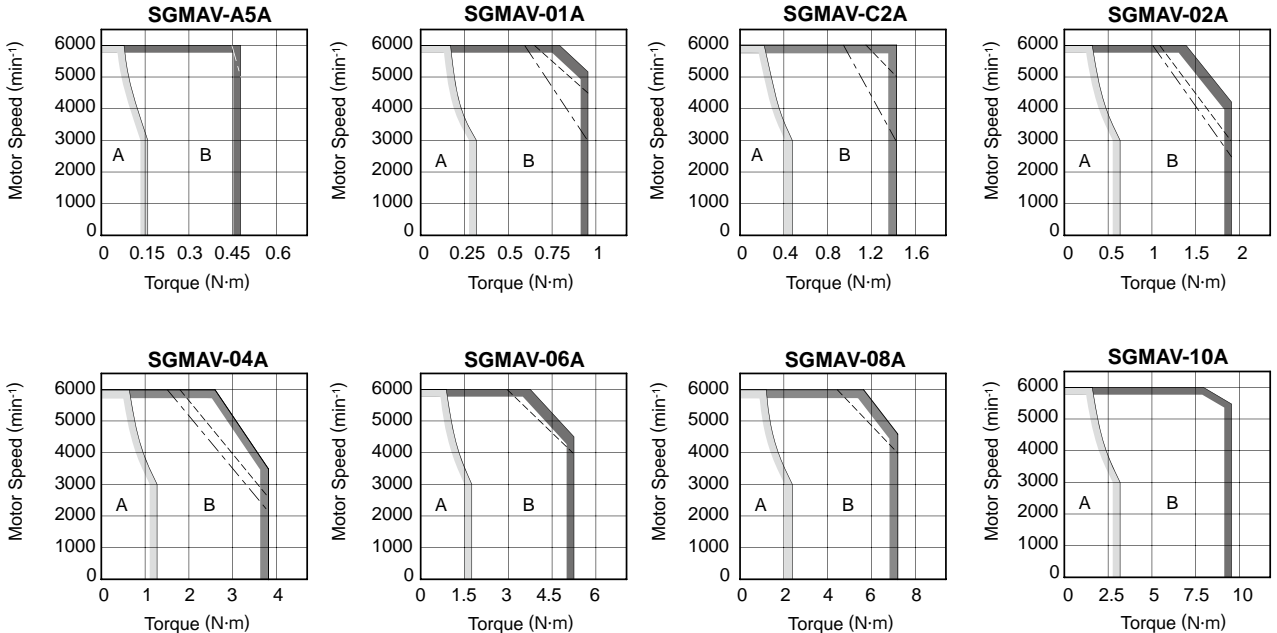 SGMAV-A5A
Motor Speed (min-1)
6000
5000
4000
3000
2000
1000
0
A
B
0 0.15 0.3 0.45 0.6
Torque (N·m)
SGMAV-01A
Motor Speed (min-1)
6000
5000
4000
3000
2000
1000
0
A
B
0 0.25 0.5 0.75 1
Torque (N·m)
SGMAV-C2A
Motor Speed (min-1)
6000
5000
4000
3000
2000
1000
0
A
B
0 0.4 0.8 1.2 1.6
Torque (N·m)
SGMAV-02A
Motor Speed (min-1)
6000
5000
4000
3000
2000
1000
0
A
B
0 0.5 1 1.5 2
Torque (N·m)
SGMAV-04A
Motor Speed (min-1)
6000
5000
4000
3000
2000
1000
0
A
B
0 1 2 3 4
Torque (N·m)
SGMAV-06A
Motor Speed (min-1)
6000
5000
4000
3000
2000
1000
0
A
B
0 1.5 3 4.5 6
Torque (N·m)
SGMAV-08A
Motor Speed (min-1)
6000
5000
4000
3000
2000
1000
0
A
B
0 2 4 6 8
Torque (N·m)
SGMAV-10A
Motor Speed (min-1)
6000
5000
4000
3000
2000
1000
0
A
B
0 2.5 5 7.5 10
Torque (N·m)